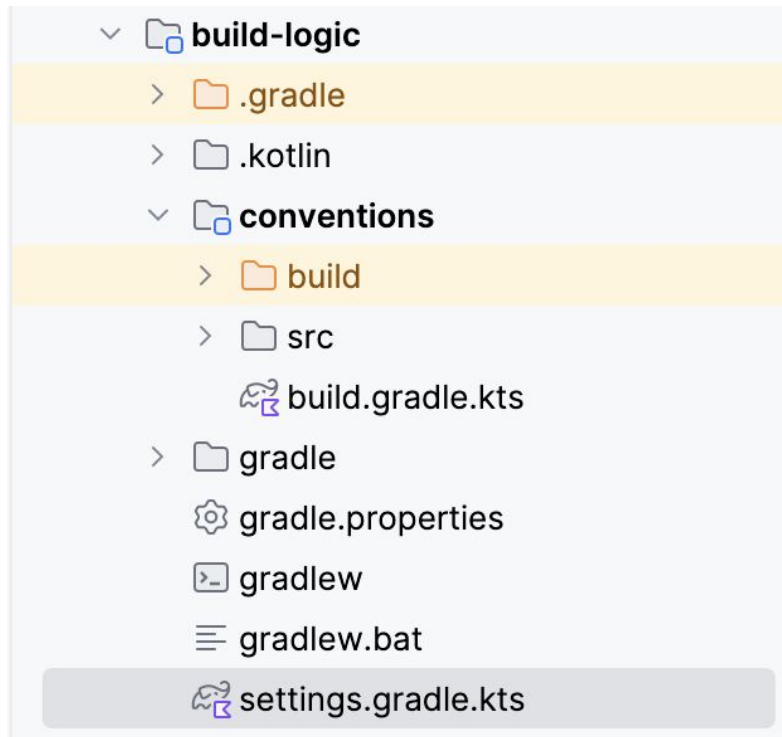 build-logic
.gradle
.kotlin
conventions
build
src
build.gradle.kts
gradle
gradle.properties
gradlew
gradlew.bat
settings.gradle.kts